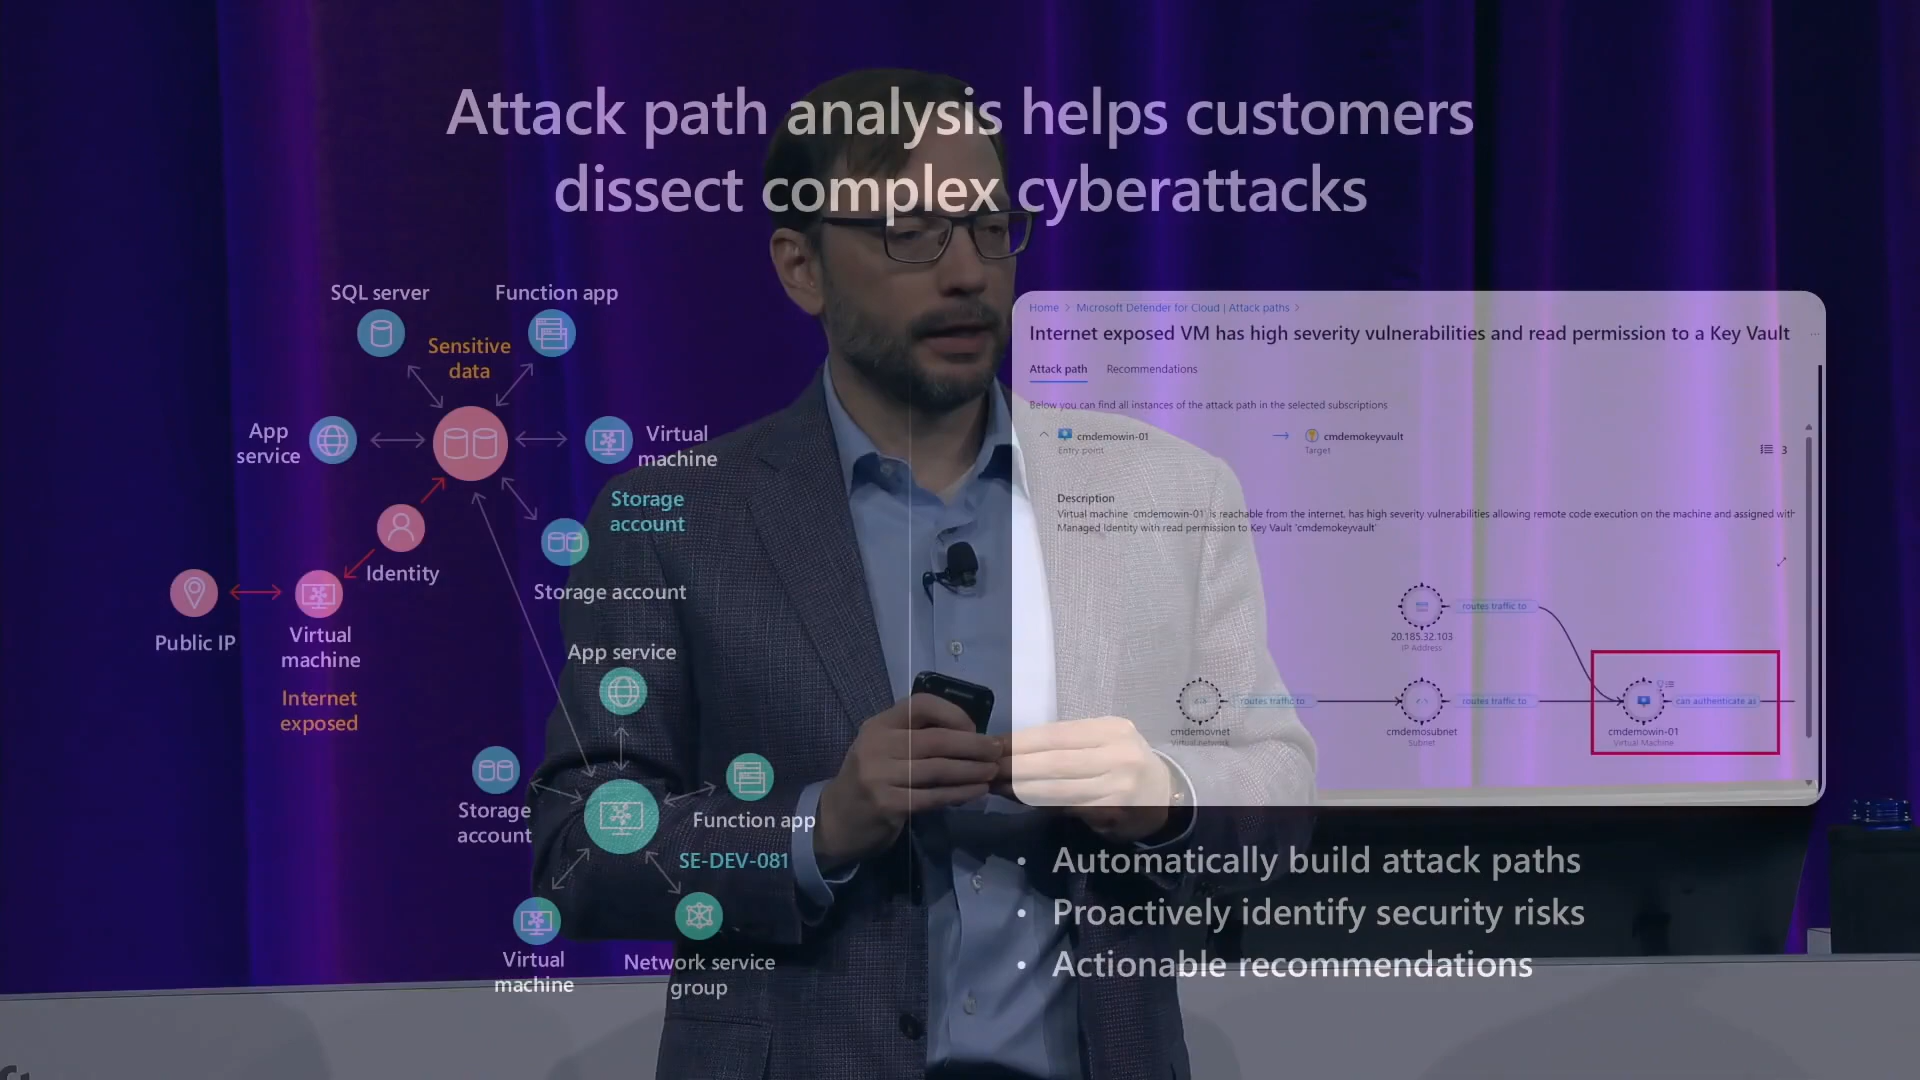 Attack path analysis helps customers
dissect complex cyberattacks
SQL server
Function app
Sensitive
data
App
service
Virtual
machine
Storage
account
Identity
Storage account
Public IP
Virtual
machine
Internet
exposed
App service
Storage
account
Function app
SE-DEV-081
Virtual
machine
Network service
group
Home > Microsoft Defender for Cloud | Attack paths >
Internet exposed VM has high severity vulnerabilities and read permission to a Key Vault
...
Attack path
Recommendations
Below you can find all instances of the attack path in the selected subscriptions
cmdemowin-01
Entry point
cmdemokeyvault
Target
3
Description
Virtual machine 'cmdemowin-01' is reachable from the internet, has high severity vulnerabilities allowing remote code execution on the machine and assigned with
Managed Identity with read permission to Key Vault 'cmdemokeyvault'
routes traffic to
20.185.32.103
IP Address
routes traffic to
routes traffic to
can authenticate as
cmdemovnet
Virtual network
cmdemosubnet
Subnet
cmdemowin-01
Virtual Machine
• Automatically build attack paths
• Proactively identify security risks
• Actionable recommendations